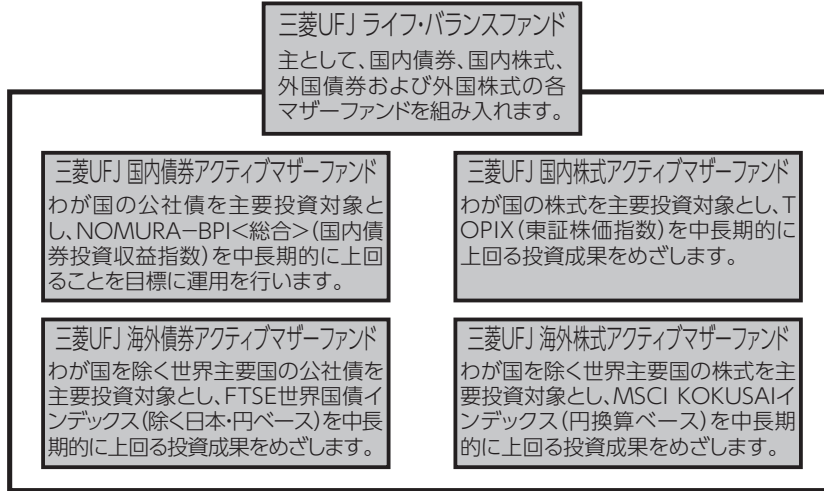 三菱UFJ ライフ・バランスファンド
主として、国内債券、国内株式、
外国債券および外国株式の各
マザーファンドを組み入れます。
三菱UFJ 国内債券アクティブマザーファンド
わが国の公社債を主要投資対象と
し、NOMURA−BPI<総合>(国内債
券投資収益指数)を中長期的に上回
ることを目標に運用を行います。
三菱UFJ 国内株式アクティブマザーファンド
わが国の株式を主要投資対象とし、T
OPIX(東証株価指数)を中長期的に
上回る投資成果をめざします。
三菱UFJ 海外債券アクティブマザーファンド
わが国を除く世界主要国の公社債を
主要投資対象とし、FTSE世界国債イ
ンデックス(除く日本・円ベース)を中長
期的に上回る投資成果をめざします。
三菱UFJ 海外株式アクティブマザーファンド
わが国を除く世界主要国の株式を主
要投資対象とし、MSCI KOKUSAIイ
ンデックス(円換算ベース)を中長期
的に上回る投資成果をめざします。